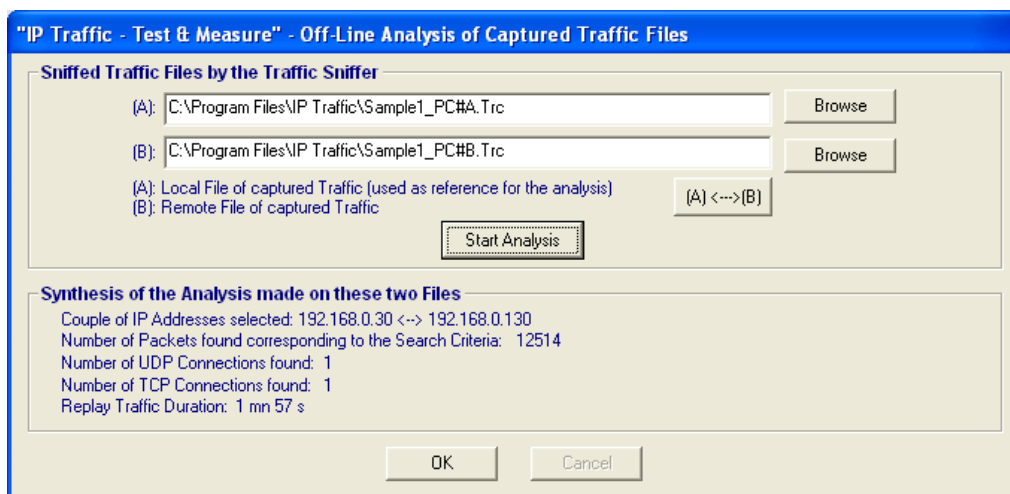 "IP Traffic - Test & Measure" - Off-Line Analysis of Captured Traffic Files
Sniffed Traffic Files by the Traffic Sniffer
(A): C:\Program Files\IP Traffic\Sample1_PC#A.Trc Browse
(B): C:\Program Files\IP Traffic\Sample1_PC#B.Trc Browse
(A): Local File of captured Traffic (used as reference for the analysis)
(B): Remote File of captured Traffic
(A) <--->(B)
Start Analysis
Synthesis of the Analysis made on these two Files
Couple of IP Addresses selected: 192.168.0.30 <--> 192.168.0.130
Number of Packets found corresponding to the Search Criteria: 12514
Number of UDP Connections found: 1
Number of TCP Connections found: 1
Replay Traffic Duration: 1 mn 57 s
OK Cancel